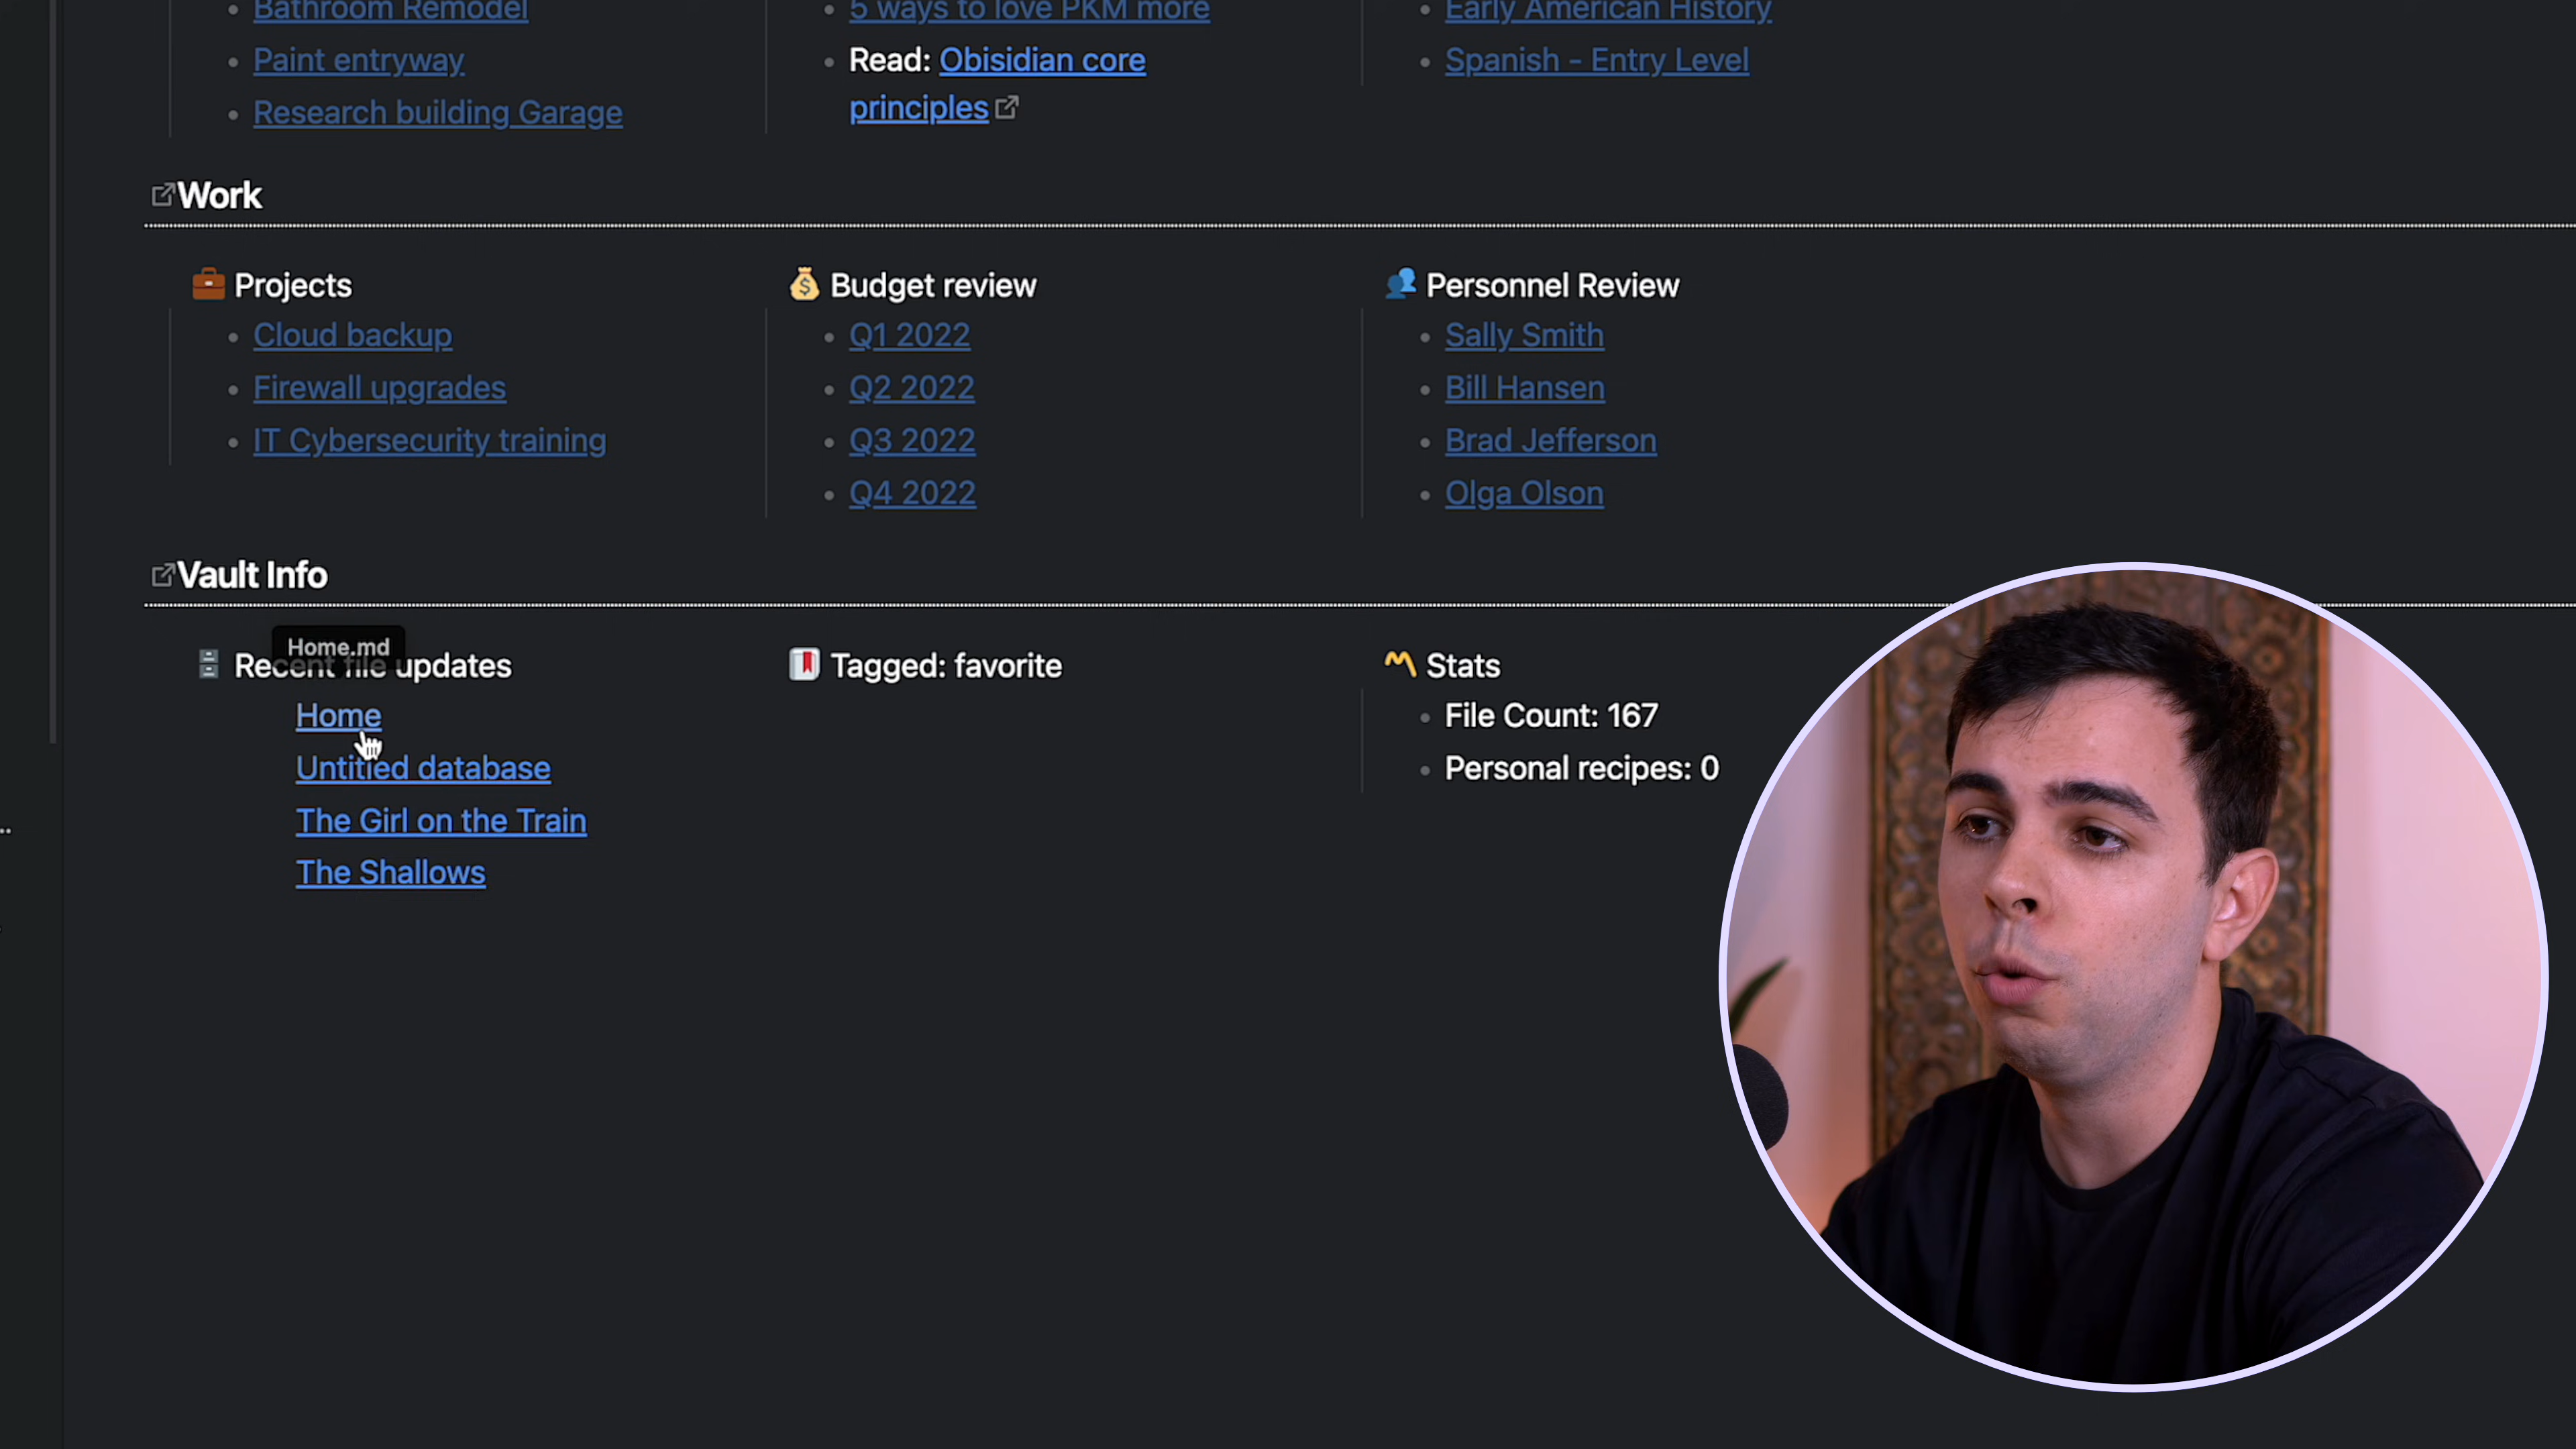 Bathroom Remodel
Paint entryway
Research building Garage
5 ways to love PKM more
Read: Obisidian core
principles
Early American History
Spanish - Entry Level
Work
Projects
Cloud backup
Firewall upgrades
IT Cybersecurity training
Budget review
Q1 2022
Q2 2022
Q3 2022
Q4 2022
Personnel Review
Sally Smith
Bill Hansen
Brad Jefferson
Olga Olson
Vault Info
Home.md
Recent file updates
Home
Untitled database
The Girl on the Train
The Shallows
Tagged: favorite
Stats
File Count: 167
Personal recipes: 0